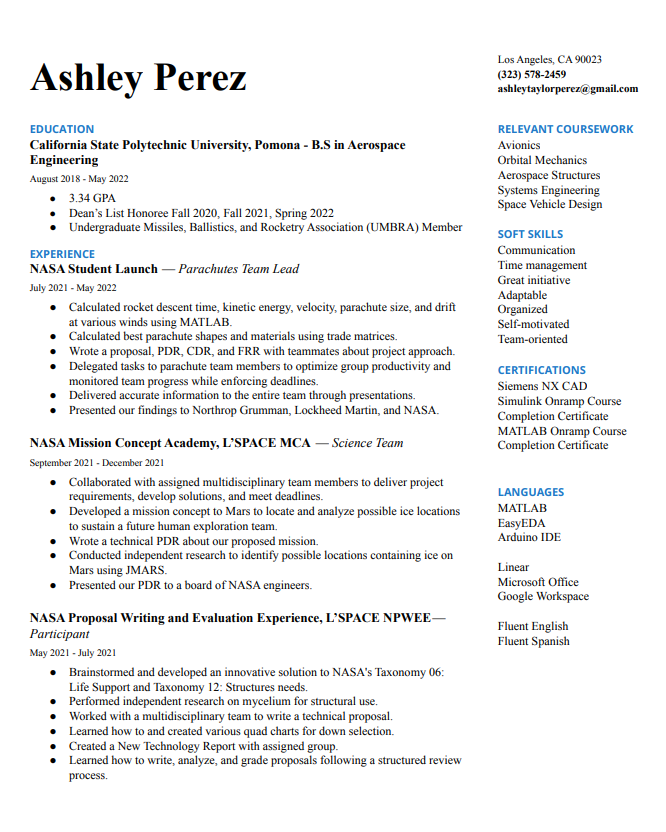 Ashley Perez
Los Angeles, CA 90023
(323) 578-2459
ashleytaylorperez@gmail.com
EDUCATION
California State Polytechnic University, Pomona - B.S in Aerospace
Engineering
August 2018 - May 2022
● 3.34 GPA
● Dean's List Honoree Fall 2020, Fall 2021, Spring 2022
● Undergraduate Missiles, Ballistics, and Rocketry Association (UMBRA) Member
EXPERIENCE
NASA Student Launch — Parachutes Team Lead
July 2021 - May 2022
● Calculated rocket descent time, kinetic energy, velocity, parachute size, and drift
at various winds using MATLAB.
● Calculated best parachute shapes and materials using trade matrices.
● Wrote a proposal, PDR, CDR, and FRR with teammates about project approach.
● Delegated tasks to parachute team members to optimize group productivity and
monitored team progress while enforcing deadlines.
● Delivered accurate information to the entire team through presentations.
● Presented our findings to Northrop Grumman, Lockheed Martin, and NASA.
NASA Mission Concept Academy, L'SPACE MCA — Science Team
September 2021 - December 2021
● Collaborated with assigned multidisciplinary team members to deliver project
requirements, develop solutions, and meet deadlines.
● Developed a mission concept to Mars to locate and analyze possible ice locations
to sustain a future human exploration team.
● Wrote a technical PDR about our proposed mission.
● Conducted independent research to identify possible locations containing ice on
Mars using JMARS.
● Presented our PDR to a board of NASA engineers.
NASA Proposal Writing and Evaluation Experience, L'SPACE NPWEE—
Participant
May 2021 - July 2021
● Brainstormed and developed an innovative solution to NASA's Taxonomy 06:
Life Support and Taxonomy 12: Structures needs.
● Performed independent research on mycelium for structural use.
● Worked with a multidisciplinary team to write a technical proposal.
● Learned how to and created various quad charts for down selection.
● Created a New Technology Report with assigned group.
● Learned how to write, analyze, and grade proposals following a structured review
process.
RELEVANT COURSEWORK
Avionics
Orbital Mechanics
Aerospace Structures
Systems Engineering
Space Vehicle Design
SOFT SKILLS
Communication
Time management
Great initiative
Adaptable
Organized
Self-motivated
Team-oriented
CERTIFICATIONS
Siemens NX CAD
Simulink Onramp Course
Completion Certificate
MATLAB Onramp Course
Completion Certificate
LANGUAGES
MATLAB
EasyEDA
Arduino IDE
Linear
Microsoft Office
Google Workspace
Fluent English
Fluent Spanish